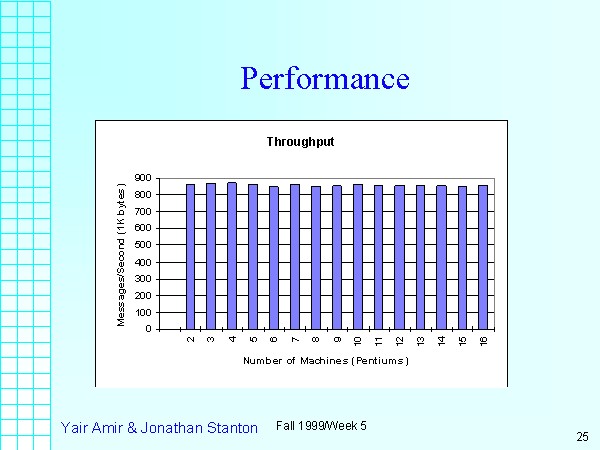 Performance
Throughput
Messages/Second (1K bytes)
900
800
700
600
500
400
300
200
100
0
2 3 4 5 6 7 8 9 10 11 12 13 14 15 16
Number of Machines (Pentiums)
Yair Amir & Jonathan Stanton Fall 1999/Week 5
25